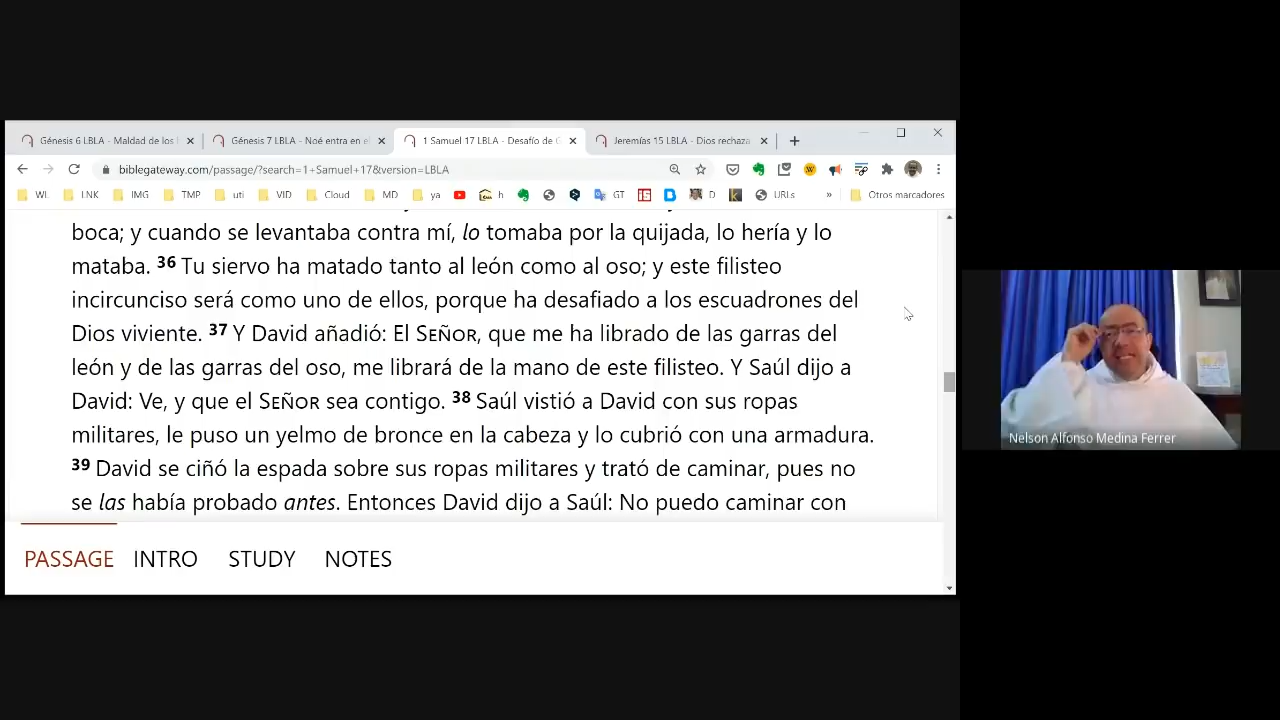 Génesis 6 LBLA - Maldad de los
Génesis 7 LBLA - Noé entra en el
1 Samuel 17 LBLA - Desafío de G
Jeremías 15 LBLA - Dios rechaza
biblegateway.com/passage/?search=1+Samuel+17&version=LBLA
WL LNK IMG TMP uti VID Cloud MD ya h GT D URLs » Otros marcadores
boca; y cuando se levantaba contra mí, lo tomaba por la quijada, lo hería y lo
mataba. 36 Tu siervo ha matado tanto al león como al oso; y este filisteo
incircunciso será como uno de ellos, porque ha desafiado a los escuadrones del
Dios viviente. 37 Y David añadió: El SEÑOR, que me ha librado de las garras del
león y de las garras del oso, me librará de la mano de este filisteo. Y Saúl dijo a
David: Ve, y que el SEÑOR sea contigo. 38 Saúl vistió a David con sus ropas
militares, le puso un yelmo de bronce en la cabeza y lo cubrió con una armadura.
39 David se ciñó la espada sobre sus ropas militares y trató de caminar, pues no
se las había probado antes. Entonces David dijo a Saúl: No puedo caminar con
PASSAGE INTRO STUDY NOTES
Nelson Alfonso Medina Ferrer